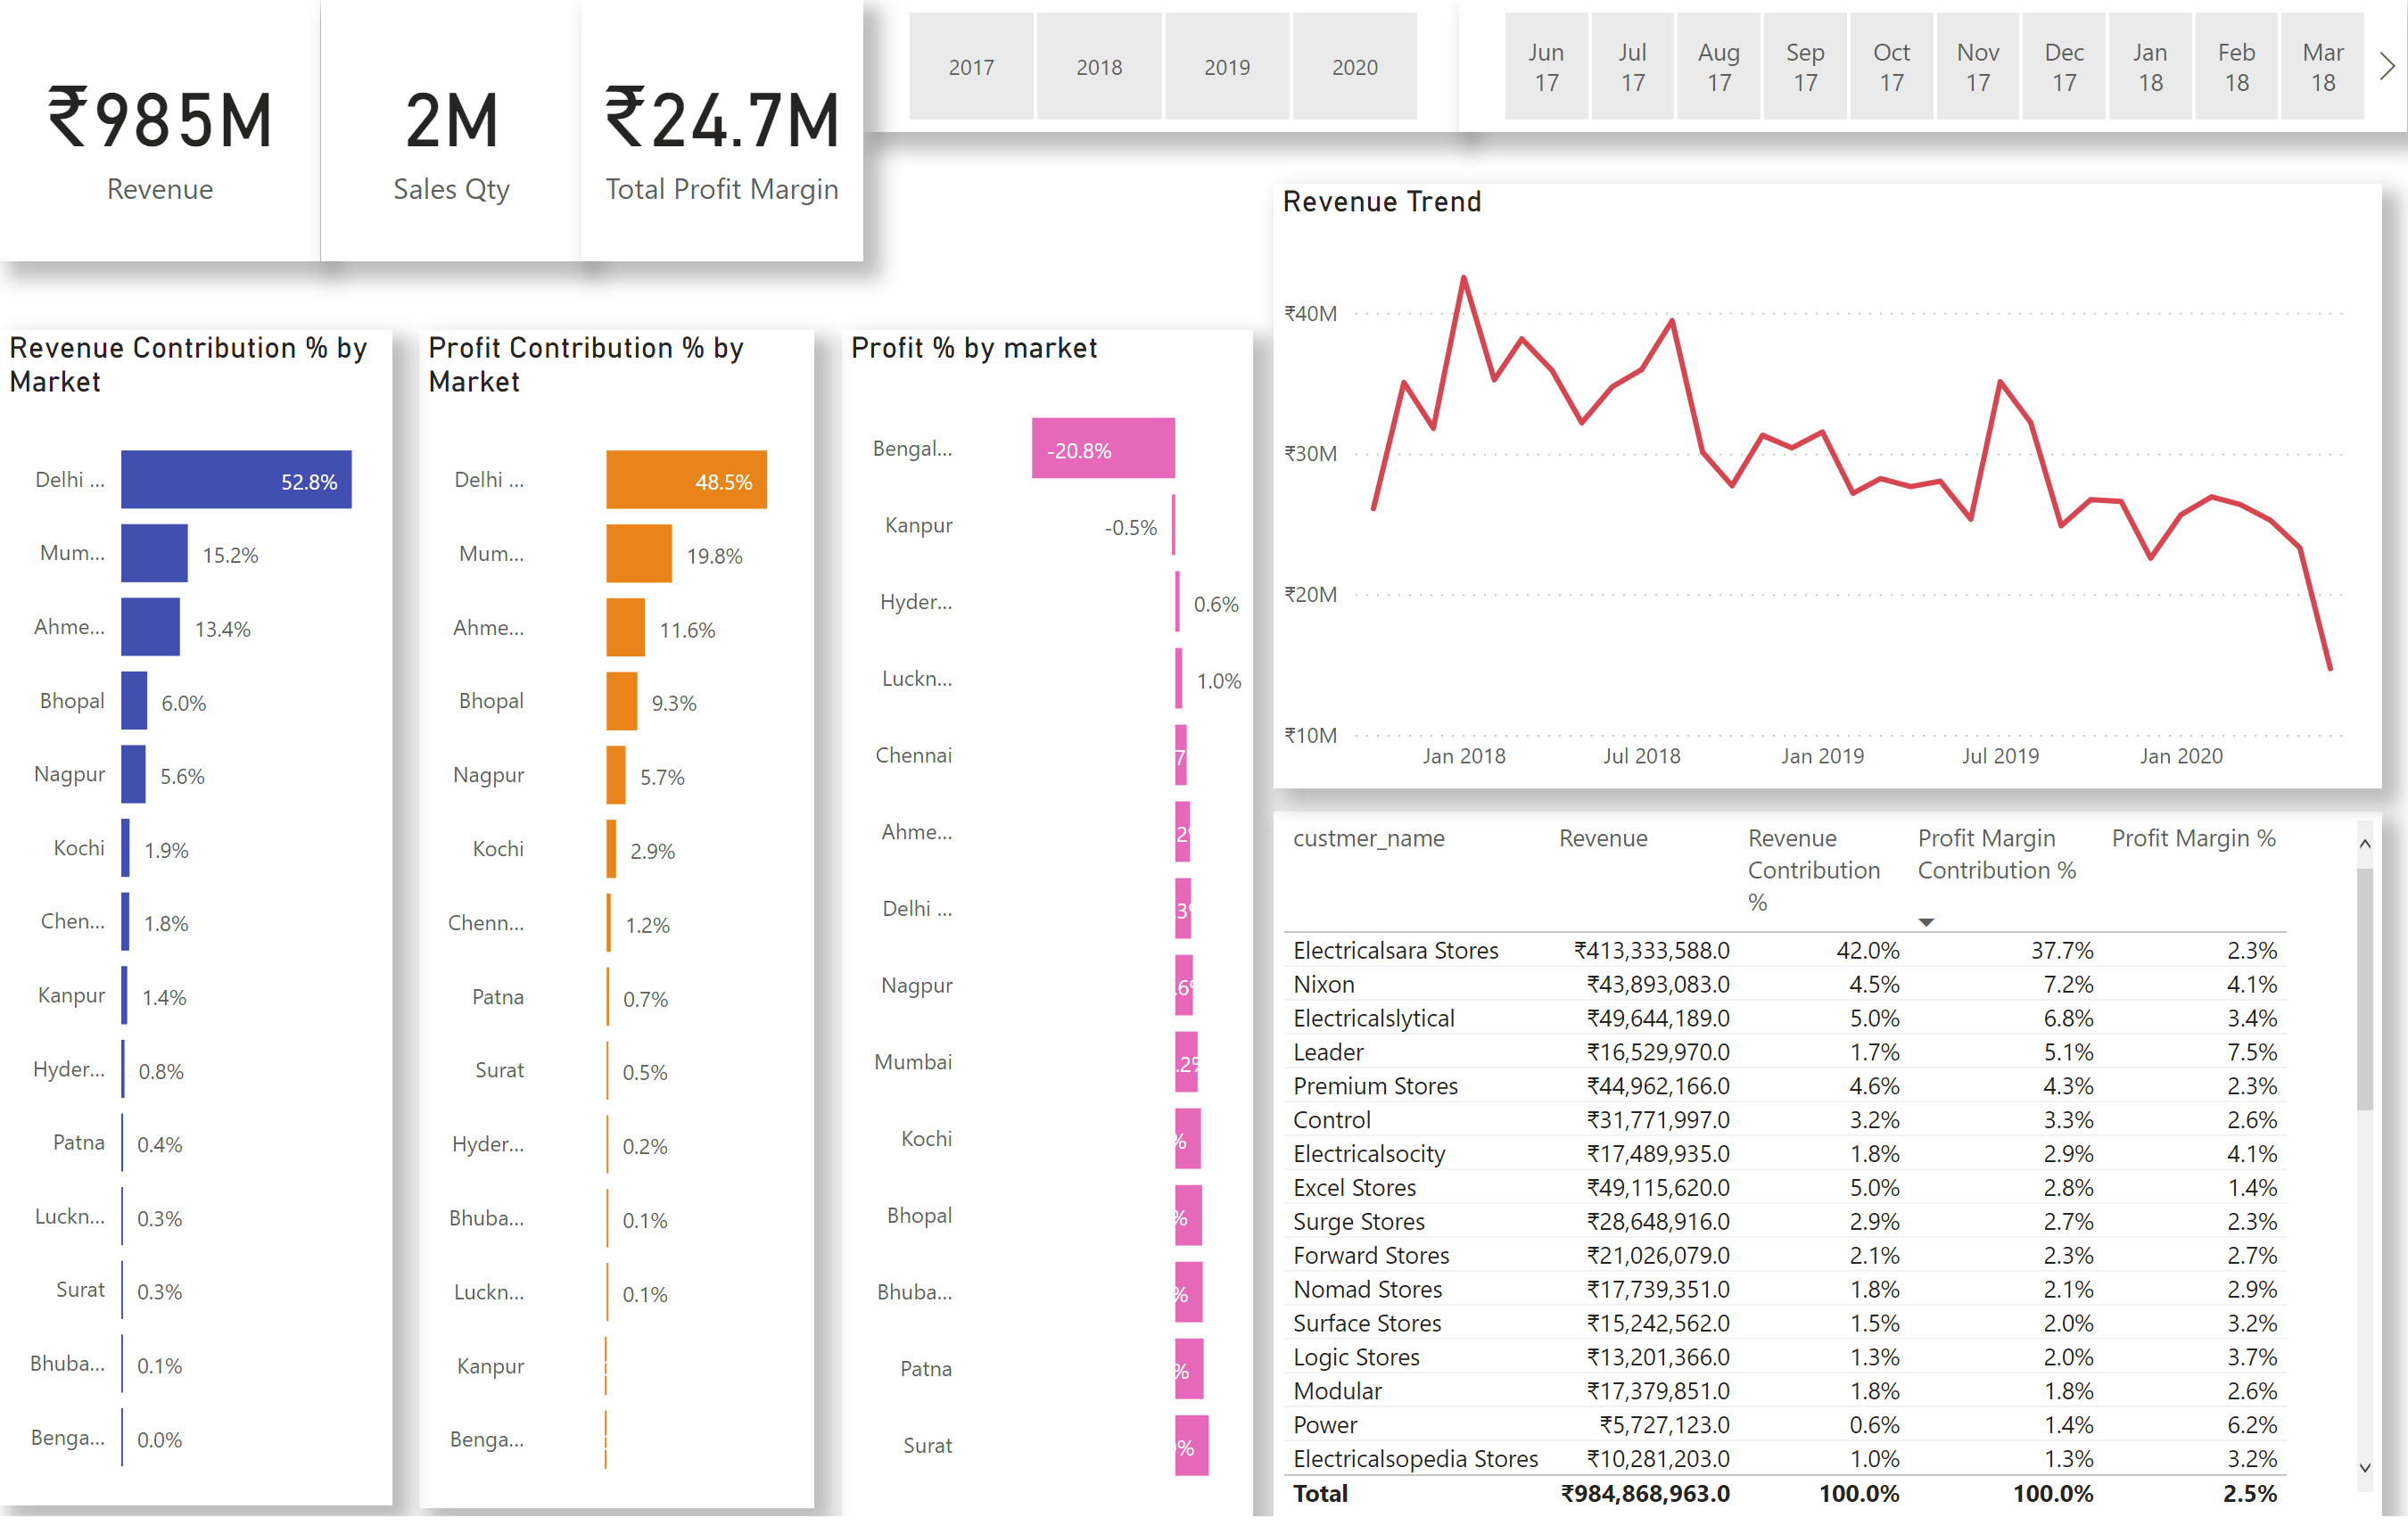 ₹985M
Revenue
2M
Sales Qty
₹24.7M
Total Profit Margin
2017
2018
2019
2020
Jun
17
Jul
17
Aug
17
Sep
17
Oct
17
Nov
17
Dec
17
Jan
18
Feb
18
Mar
18
Revenue Contribution % by
Market
Delhi ...
52.8%
Mum...
15.2%
Ahme...
13.4%
Bhopal
6.0%
Nagpur
5.6%
Kochi
1.9%
Chen...
1.8%
Kanpur
1.4%
Hyder...
0.8%
Patna
0.4%
Luckn...
0.3%
Surat
0.3%
Bhuba...
0.1%
Benga...
0.0%
Profit Contribution % by
Market
Delhi ...
48.5%
Mum...
19.8%
Ahme...
11.6%
Bhopal
9.3%
Nagpur
5.7%
Kochi
2.9%
Chenn...
1.2%
Patna
0.7%
Surat
0.5%
Hyder...
0.2%
Bhuba...
0.1%
Luckn...
0.1%
Kanpur
Benga...
Profit % by market
Bengal...
-20.8%
Kanpur
-0.5%
Hyder...
0.6%
Luckn...
1.0%
Chennai
Ahme...
Delhi ...
Nagpur
Mumbai
Kochi
Bhopal
Bhuba...
Patna
Surat
Revenue Trend
₹40M
₹30M
₹20M
₹10M
Jan 2018
Jul 2018
Jan 2019
Jul 2019
Jan 2020
custmer_name Revenue Revenue Contribution % Profit Margin Contribution % Profit Margin %
Electricalsara Stores ₹413,333,588.0 42.0% 37.7% 2.3%
Nixon ₹43,893,083.0 4.5% 7.2% 4.1%
Electricalslytical ₹49,644,189.0 5.0% 6.8% 3.4%
Leader ₹16,529,970.0 1.7% 5.1% 7.5%
Premium Stores ₹44,962,166.0 4.6% 4.3% 2.3%
Control ₹31,771,997.0 3.2% 3.3% 2.6%
Electricalsocity ₹17,489,935.0 1.8% 2.9% 4.1%
Excel Stores ₹49,115,620.0 5.0% 2.8% 1.4%
Surge Stores ₹28,648,916.0 2.9% 2.7% 2.3%
Forward Stores ₹21,026,079.0 2.1% 2.3% 2.7%
Nomad Stores ₹17,739,351.0 1.8% 2.1% 2.9%
Surface Stores ₹15,242,562.0 1.5% 2.0% 3.2%
Logic Stores ₹13,201,366.0 1.3% 2.0% 3.7%
Modular ₹17,379,851.0 1.8% 1.8% 2.6%
Power ₹5,727,123.0 0.6% 1.4% 6.2%
Electricalsopedia Stores ₹10,281,203.0 1.0% 1.3% 3.2%
Total ₹984,868,963.0 100.0% 100.0% 2.5%